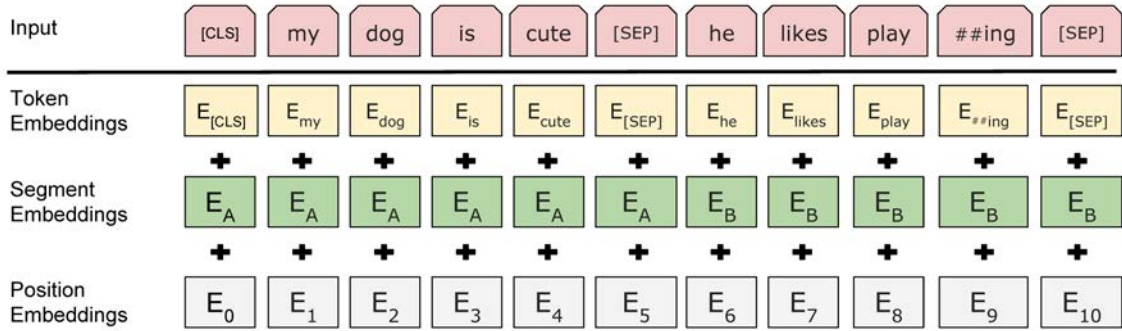 Input [CLS] my dog is cute [SEP] he likes play ##ing [SEP]
Token Embeddings E[CLS] Emy Edog Eis Ecute E[SEP] Ehe Elikes Eplay E##ing E[SEP]
+ + + + + + + + + + +
Segment Embeddings EA EA EA EA EA EA EB EB EB EB EB
+ + + + + + + + + + +
Position Embeddings E0 E1 E2 E3 E4 E5 E6 E7 E8 E9 E10